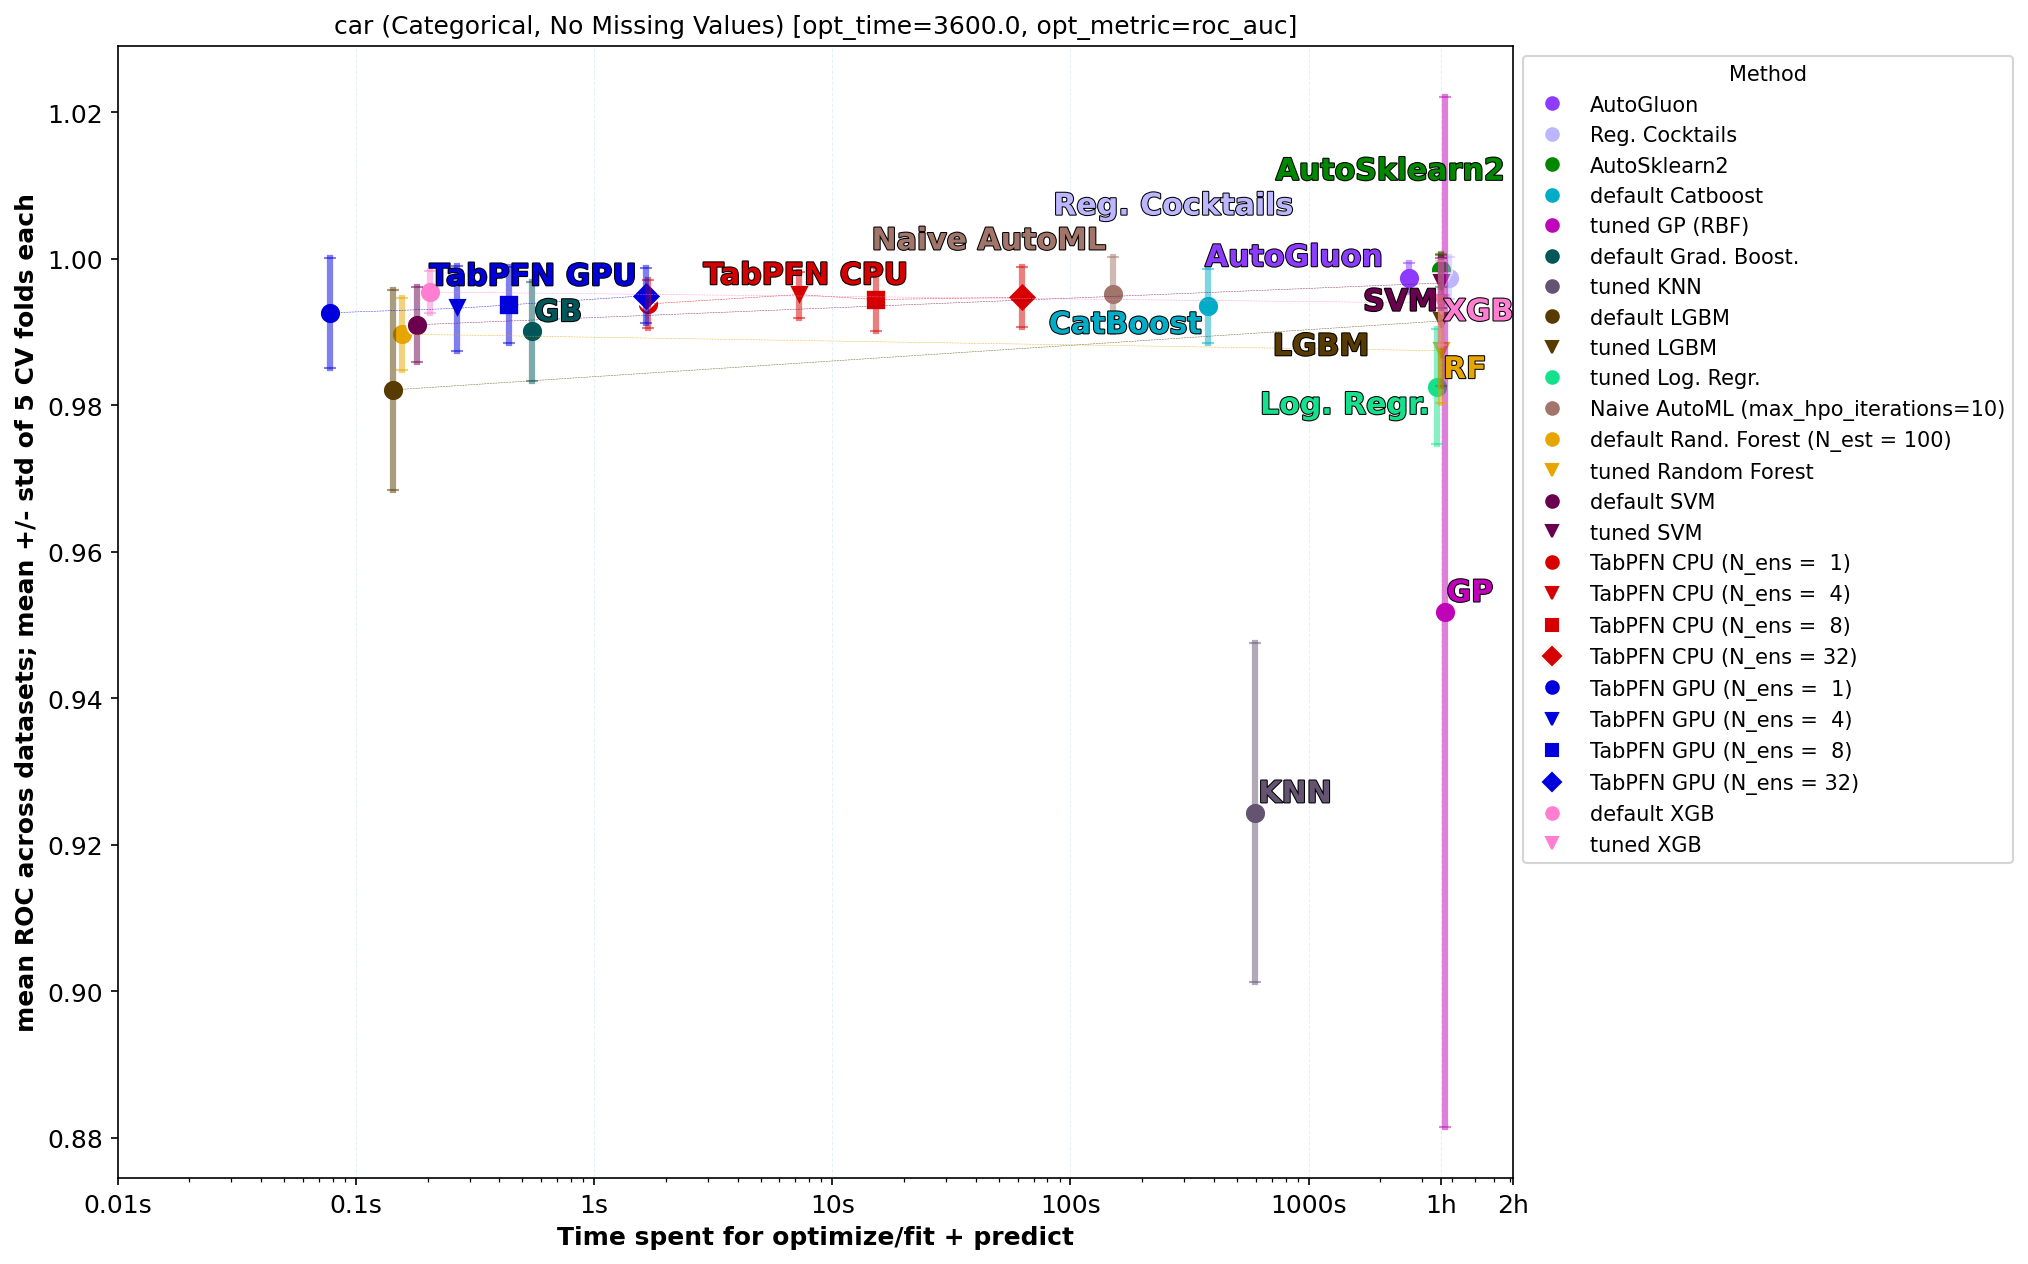 car (Categorical, No Missing Values) [opt_time=3600.0, opt_metric=roc_auc]
mean ROC across datasets; mean +/- std of 5 CV folds each
1.02
1.00
0.98
0.96
0.94
0.92
0.90
0.88
AutoSklearn2
Reg. Cocktails
Naive AutoML
AutoGluon
TabPFN GPU
TabPFN CPU
SVM
XGB
GB
CatBoost
LGBM
RF
Log. Regr.
GP
KNN
0.01s
0.1s
1s
10s
100s
1000s
1h
2h
Time spent for optimize/fit + predict
Method
AutoGluon
Reg. Cocktails
AutoSklearn2
default Catboost
tuned GP (RBF)
default Grad. Boost.
tuned KNN
default LGBM
tuned LGBM
tuned Log. Regr.
Naive AutoML (max_hpo_iterations=10)
default Rand. Forest (N_est = 100)
tuned Random Forest
default SVM
tuned SVM
TabPFN CPU (N_ens =  1)
TabPFN CPU (N_ens =  4)
TabPFN CPU (N_ens =  8)
TabPFN CPU (N_ens = 32)
TabPFN GPU (N_ens =  1)
TabPFN GPU (N_ens =  4)
TabPFN GPU (N_ens =  8)
TabPFN GPU (N_ens = 32)
default XGB
tuned XGB